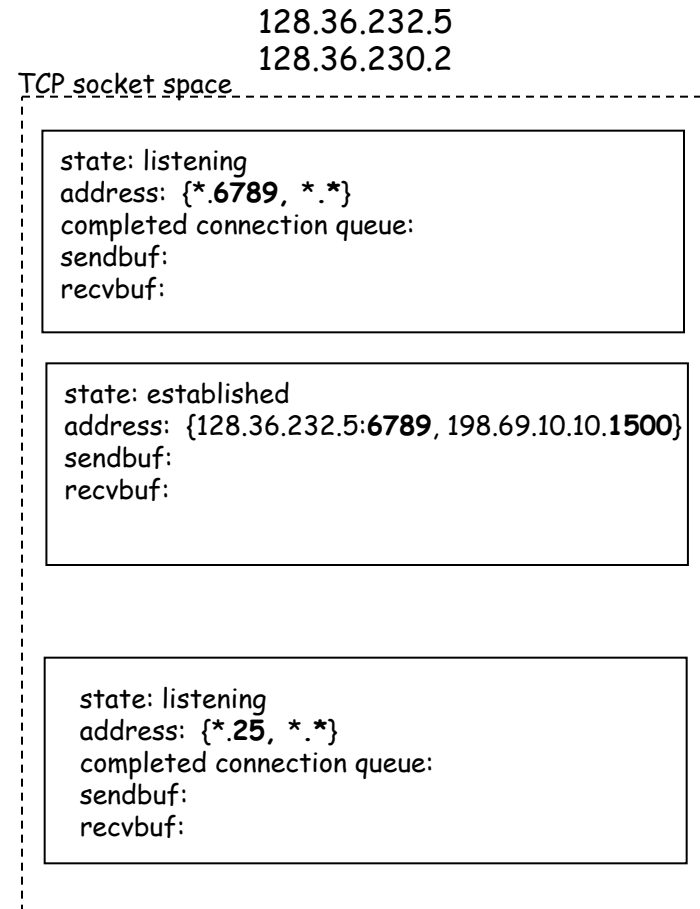 128.36.232.5
128.36.230.2
TCP socket space
state: listening
address: {*.6789, *.*}
completed connection queue:
sendbuf:
recvbuf:
state: established
address: {128.36.232.5:6789, 198.69.10.10.1500}
sendbuf:
recvbuf:
state: listening
address: {*.25, *.*}
completed connection queue:
sendbuf:
recvbuf: